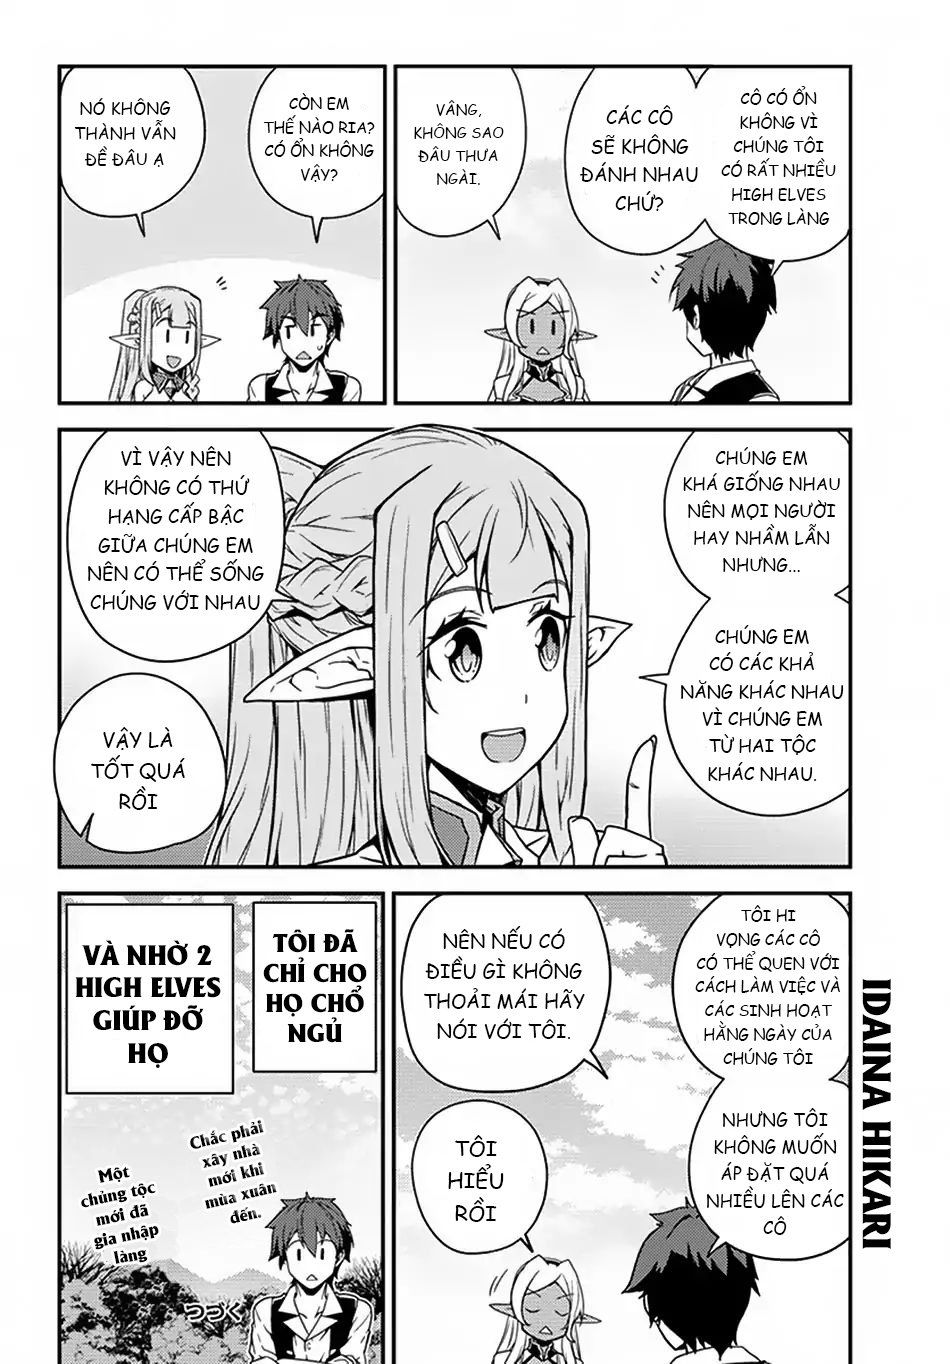 CÔ CÓ ỔN
KHÔNG VÌ
CHÚNG TÔI
CÓ RẤT NHIỀU
HIGH ELVES
TRONG LÀNG
CÁC CÔ
SẼ KHÔNG
ĐÁNH NHAU
CHỨ?
VÂNG,
KHÔNG SAO
ĐÂU THƯA
NGÀI.
CÒN EM
THẾ NÀO RIA?
CÓ ỔN KHÔNG
VẬY?
NÓ KHÔNG
THÀNH VẪN
ĐỀ ĐÂU Ạ
CHÚNG EM
KHÁ GIỐNG NHAU
NÊN MỌI NGƯỜI
HAY NHẦM LẪN
NHƯNG...
CHÚNG EM
CÓ CÁC KHẢ
NĂNG KHÁC NHAU
VÌ CHÚNG EM
TỪ HAI TỘC
KHÁC NHAU.
VÌ VẬY NÊN
KHÔNG CÓ THỨ
HẠNG CẤP BẬC
GIỮA CHÚNG EM
NÊN CÓ THỂ SỐNG
CHÚNG VỚI NHAU
VẬY LÀ
TỐT QUÁ
RỒI
TÔI HI
VỌNG CÁC CÔ
CÓ THỂ QUEN VỚI
CÁCH LÀM VIỆC VÀ
CÁC SINH HOẠT
HẰNG NGÀY CỦA
CHÚNG TÔI
NHƯNG TÔI
KHÔNG MUỐN
ÁP ĐẶT QUÁ
NHIỀU LÊN CÁC
CÔ
NÊN NẾU CÓ
ĐIỀU GÌ KHÔNG
THOẢI MÁI HÃY
NÓI VỚI TÔI.
TÔI
HIỂU
RỒI
TÔI ĐÃ
CHỈ CHO
HỌ CHỔ
NGỦ
VÀ NHỜ 2
HIGH ELVES
GIÚP ĐỠ
HỌ
Chắc phải
xây nhà
mới khi
mùa xuân
đến.
Một
chủng tộc
mới đã
gia nhập
làng
つづく
IDAINA HIKARI